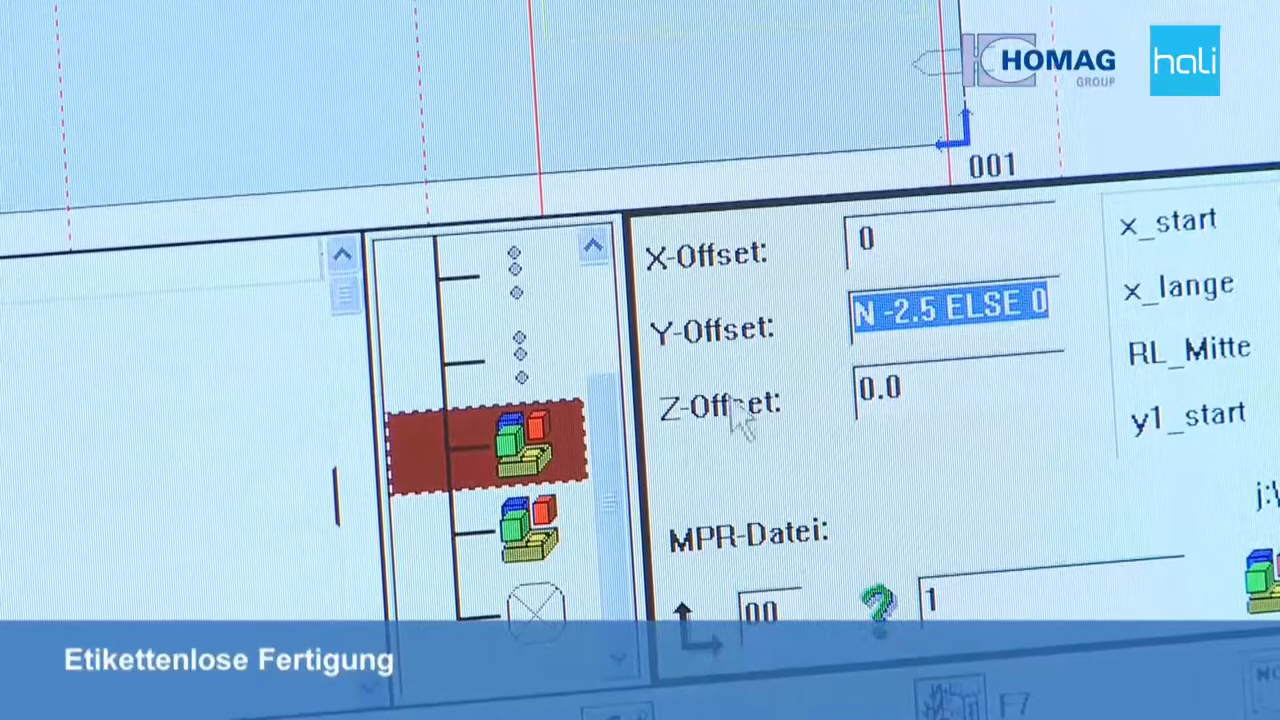 HOMAG
GROUP
hali
001
X-Offset:
0
x_start
Y-Offset:
N -2.5 ELSE 0
x_lange
Z-Offset:
0.0
RL_Mitte
y1_start
j:\
MPR-Datei:
00
?
1
Etikettenlose Fertigung
F7